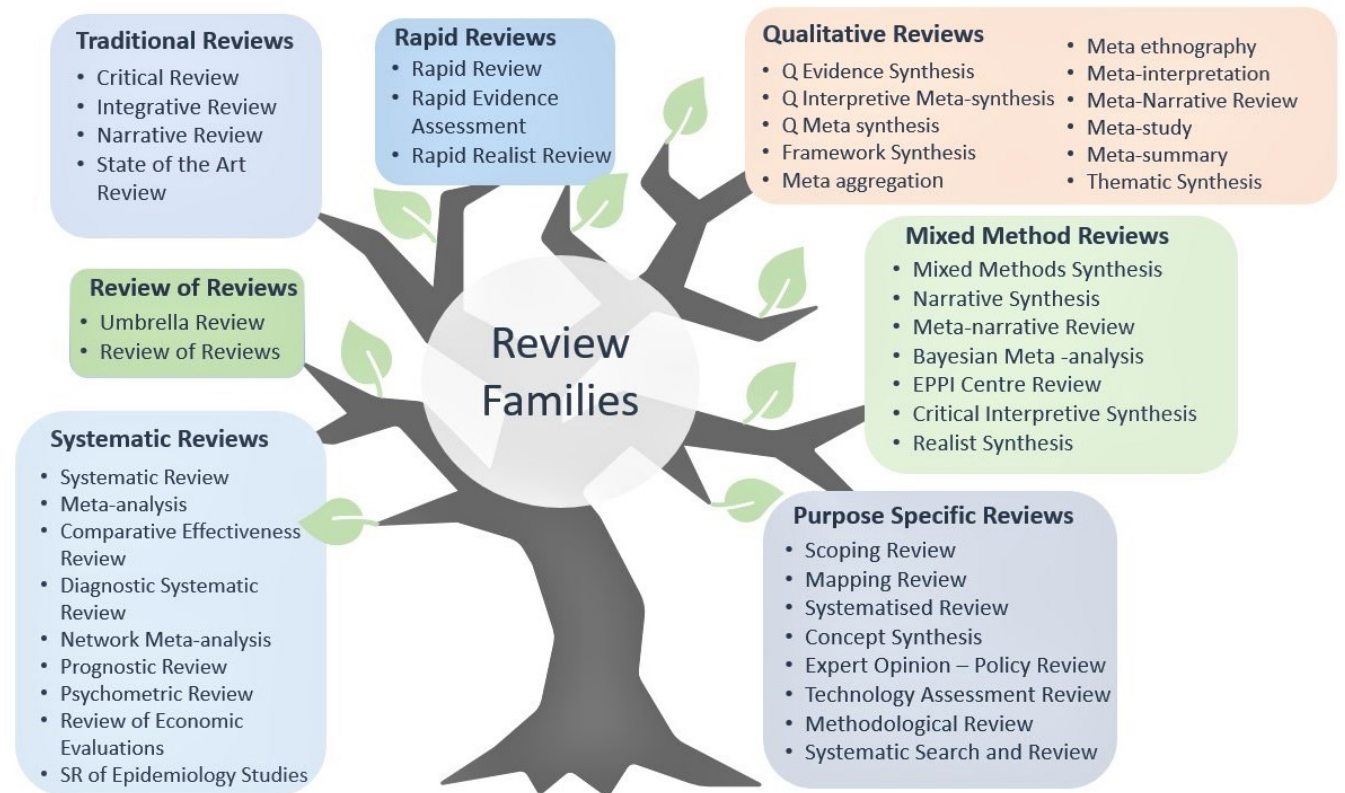 Traditional Reviews
• Critical Review
• Integrative Review
• Narrative Review
• State of the Art
Review
Rapid Reviews
• Rapid Review
• Rapid Evidence
Assessment
• Rapid Realist Review
Qualitative Reviews
• Q Evidence Synthesis
• Q Interpretive Meta-synthesis
• Q Meta synthesis
• Framework Synthesis
• Meta aggregation
• Meta ethnography
• Meta-interpretation
• Meta-Narrative Review
• Meta-study
• Meta-summary
• Thematic Synthesis
Review of Reviews
• Umbrella Review
• Review of Reviews
Review
Families
Mixed Method Reviews
• Mixed Methods Synthesis
• Narrative Synthesis
• Meta-narrative Review
• Bayesian Meta -analysis
• EPPI Centre Review
• Critical Interpretive Synthesis
• Realist Synthesis
Systematic Reviews
• Systematic Review
• Meta-analysis
• Comparative Effectiveness
Review
• Diagnostic Systematic
Review
• Network Meta-analysis
• Prognostic Review
• Psychometric Review
• Review of Economic
Evaluations
• SR of Epidemiology Studies
Purpose Specific Reviews
• Scoping Review
• Mapping Review
• Systematised Review
• Concept Synthesis
• Expert Opinion – Policy Review
• Technology Assessment Review
• Methodological Review
• Systematic Search and Review